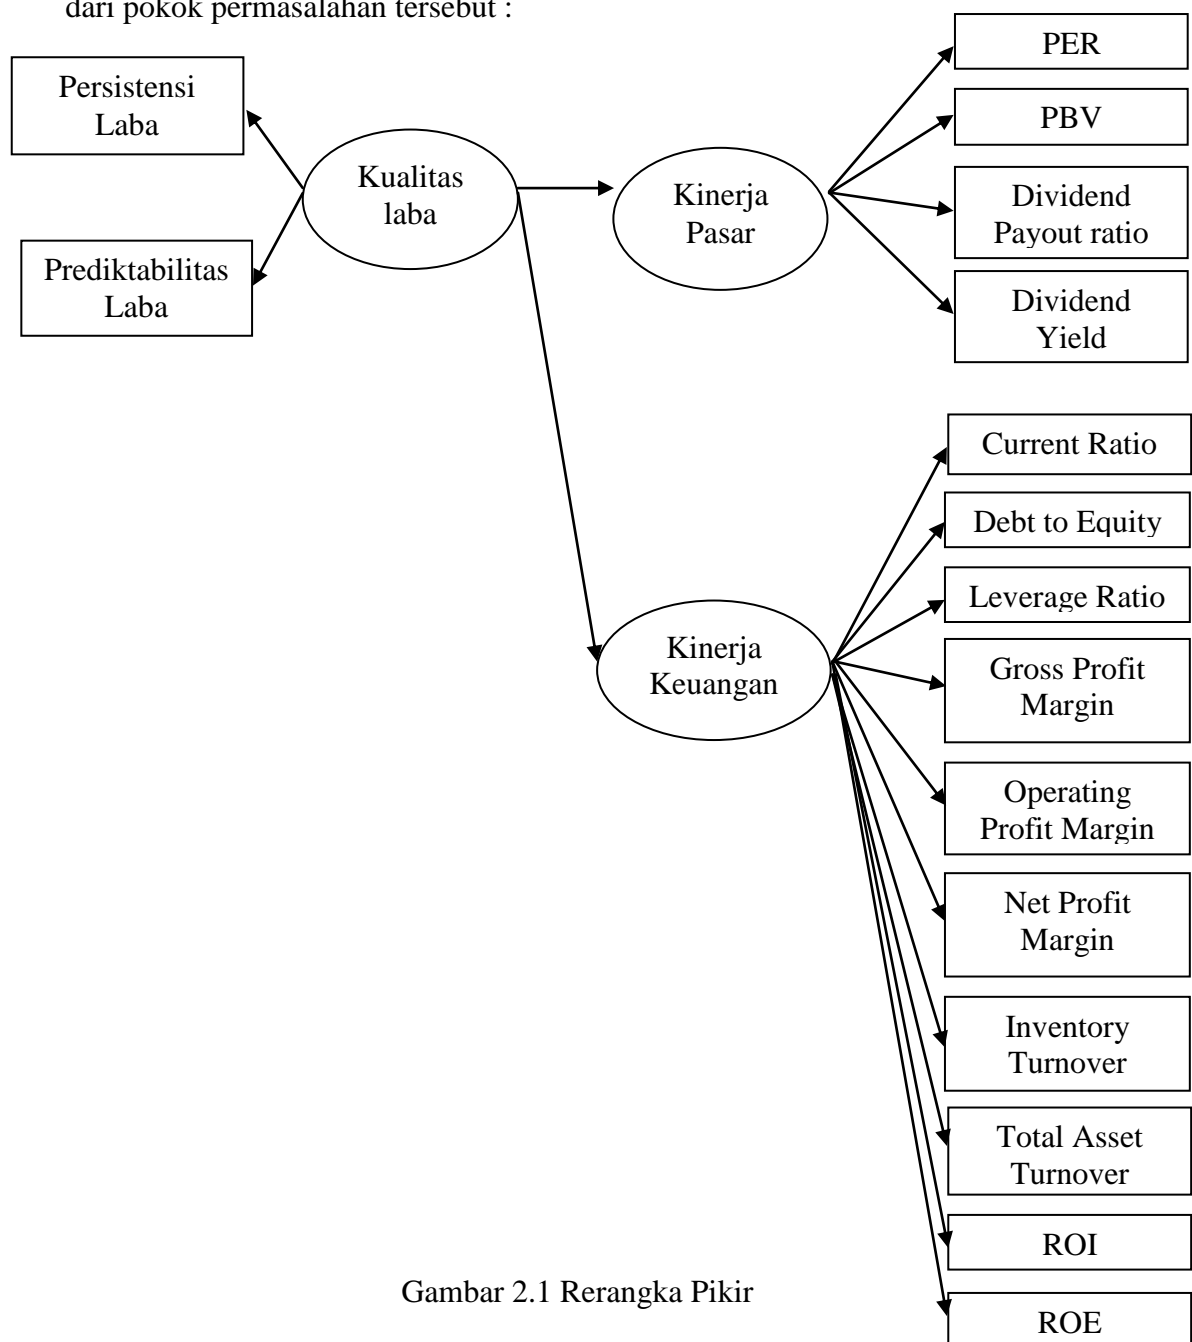 dari pokok permasalahan tersebut :
Persistensi
Laba
Prediktabilitas
Laba
Kualitas
laba
Kinerja
Pasar
PER
PBV
Dividend
Payout ratio
Dividend
Yield
Kinerja
Keuangan
Current Ratio
Debt to Equity
Leverage Ratio
Gross Profit
Margin
Operating
Profit Margin
Net Profit
Margin
Inventory
Turnover
Total Asset
Turnover
ROI
ROE
Gambar 2.1 Rerangka Pikir